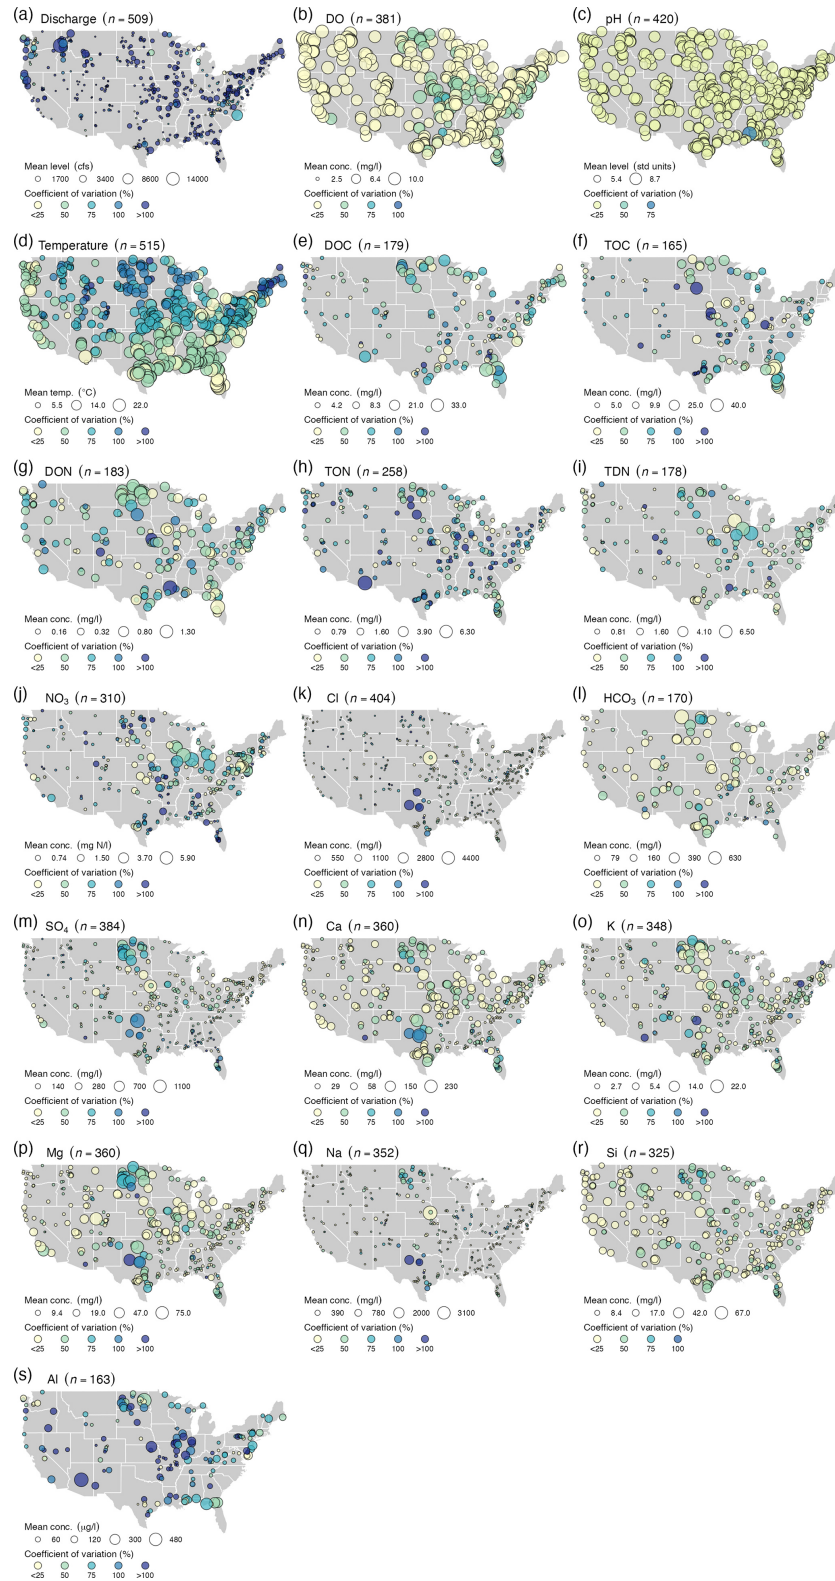 (a) Discharge (n = 509)
Mean level (cfs)
1700 3400 8600 14000
Coefficient of variation (%)
<25 50 75 100 >100
(b) DO (n = 381)
Mean conc. (mg/l)
2.5 6.4 10.0
Coefficient of variation (%)
<25 50 75 100
(c) pH (n = 420)
Mean level (std units)
5.4 8.7
Coefficient of variation (%)
<25 50 75
(d) Temperature (n = 515)
Mean temp. (°C)
5.5 14.0 22.0
Coefficient of variation (%)
<25 50 75 100 >100
(e) DOC (n = 179)
Mean conc. (mg/l)
4.2 8.3 21.0 33.0
Coefficient of variation (%)
<25 50 75 100 >100
(f) TOC (n = 165)
Mean conc. (mg/l)
5.0 9.9 25.0 40.0
Coefficient of variation (%)
<25 50 75 100 >100
(g) DON (n = 183)
Mean conc. (mg/l)
0.16 0.32 0.80 1.30
Coefficient of variation (%)
<25 50 75 100 >100
(h) TON (n = 258)
Mean conc. (mg/l)
0.79 1.60 3.90 6.30
Coefficient of variation (%)
<25 50 75 100 >100
(i) TDN (n = 178)
Mean conc. (mg/l)
0.81 1.60 4.10 6.50
Coefficient of variation (%)
<25 50 75 100 >100
(j) NO₃ (n = 310)
Mean conc. (mg N/l)
0.74 1.50 3.70 5.90
Coefficient of variation (%)
<25 50 75 100 >100
(k) Cl (n = 404)
Mean conc. (mg/l)
550 1100 2800 4400
Coefficient of variation (%)
<25 50 75 100 >100
(l) HCO₃ (n = 170)
Mean conc. (mg/l)
79 160 390 630
Coefficient of variation (%)
<25 50 75 100 >100
(m) SO₄ (n = 384)
Mean conc. (mg/l)
140 280 700 1100
Coefficient of variation (%)
<25 50 75 100 >100
(n) Ca (n = 360)
Mean conc. (mg/l)
29 58 150 230
Coefficient of variation (%)
<25 50 75 100 >100
(o) K (n = 348)
Mean conc. (mg/l)
2.7 5.4 14.0 22.0
Coefficient of variation (%)
<25 50 75 100 >100
(p) Mg (n = 360)
Mean conc. (mg/l)
9.4 19.0 47.0 75.0
Coefficient of variation (%)
<25 50 75 100 >100
(q) Na (n = 352)
Mean conc. (mg/l)
390 780 2000 3100
Coefficient of variation (%)
<25 50 75 100 >100
(r) Si (n = 325)
Mean conc. (mg/l)
8.4 17.0 42.0 67.0
Coefficient of variation (%)
<25 50 75 100
(s) Al (n = 163)
Mean conc. (µg/l)
60 120 300 480
Coefficient of variation (%)
<25 50 75 100 >100